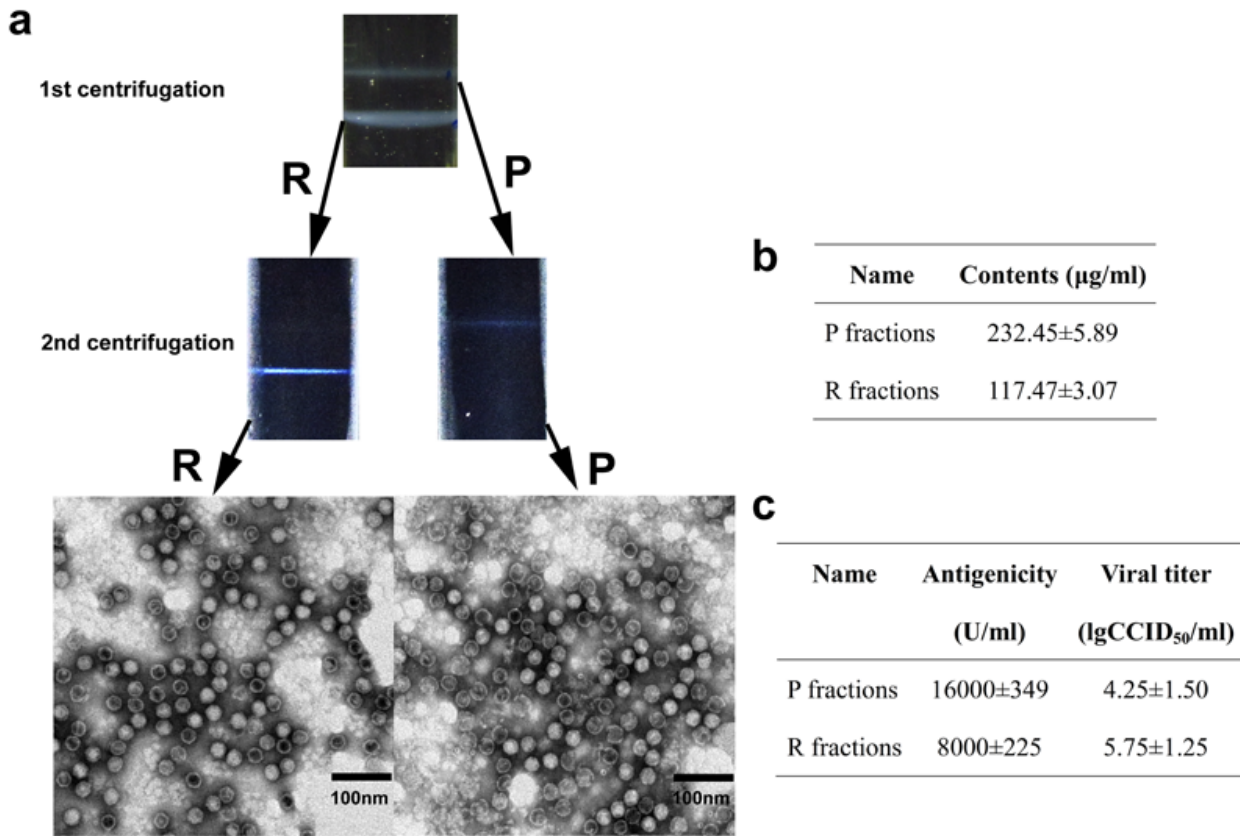 a
1st centrifugation
R
P
2nd centrifugation
R
P
100nm
100nm
b
Name Contents (μg/ml)
P fractions 232.45±5.89
R fractions 117.47±3.07
c
Name Antigenicity Viral titer
(U/ml) (lgCCID₅₀/ml)
P fractions 16000±349 4.25±1.50
R fractions 8000±225 5.75±1.25